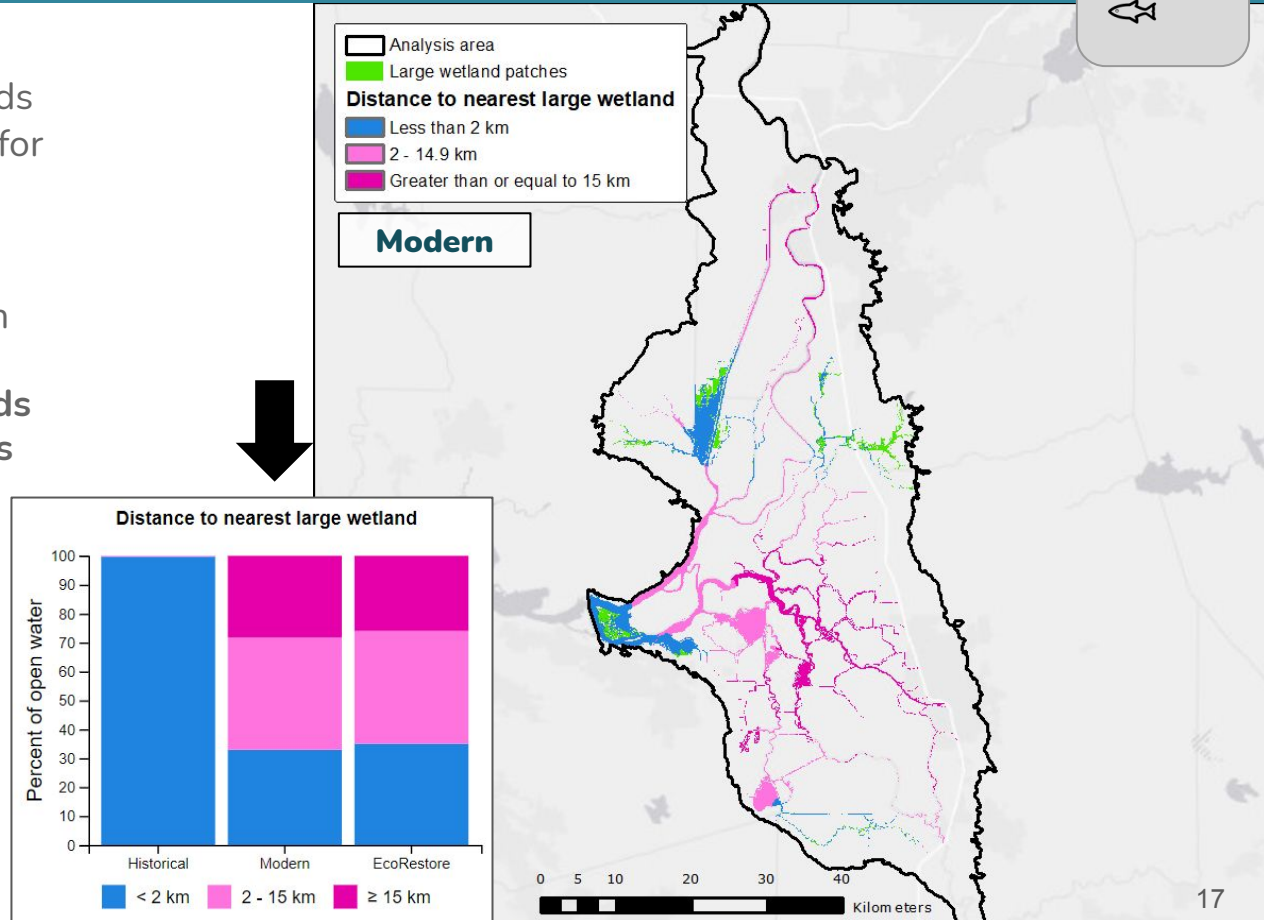 ds
for
n
ds
s
Analysis area
Large wetland patches
Distance to nearest large wetland
Less than 2 km
2 - 14.9 km
Greater than or equal to 15 km
Modern
Distance to nearest large wetland
Percent of open water
100
90
80
70
60
50
40
30
20
10
0
Historical Modern EcoRestore
< 2 km 2 - 15 km ≥ 15 km
0 5 10 20 30 40
Kilometers
17